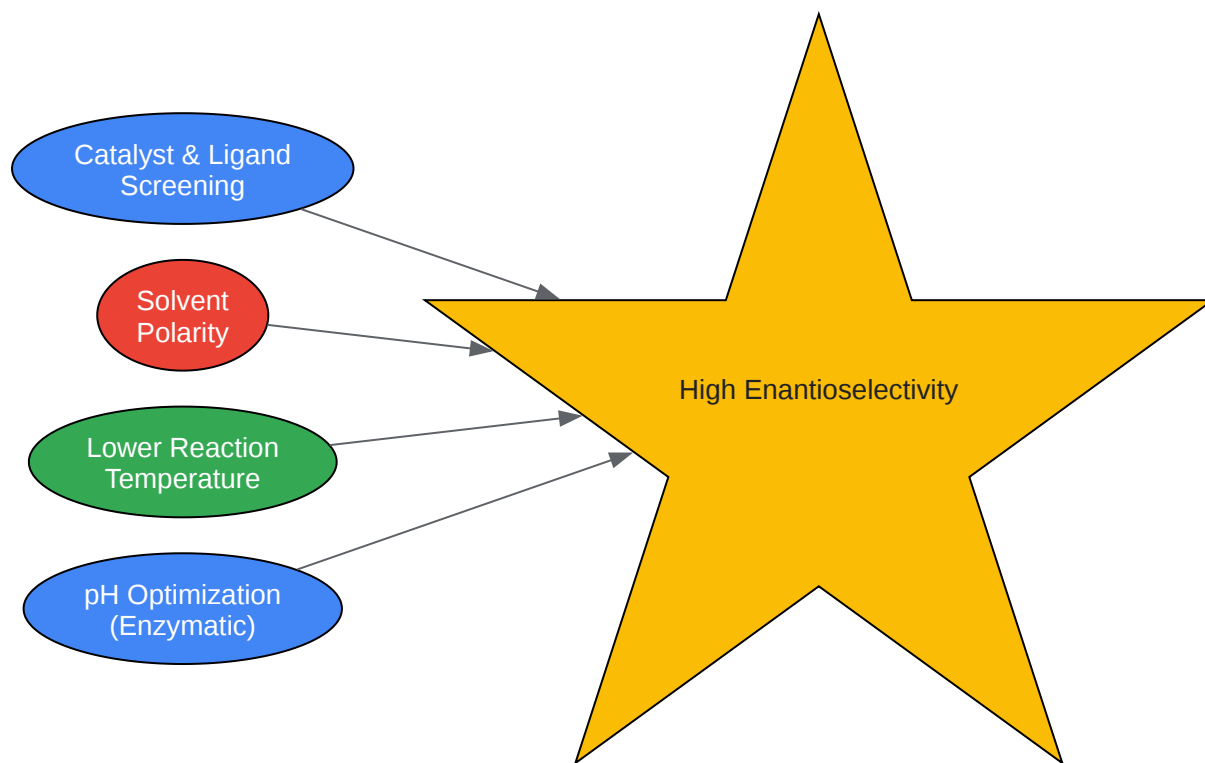 Catalyst & Ligand
Screening
Solvent
Polarity
High Enantioselectivity
Lower Reaction
Temperature
pH Optimization
(Enzymatic)